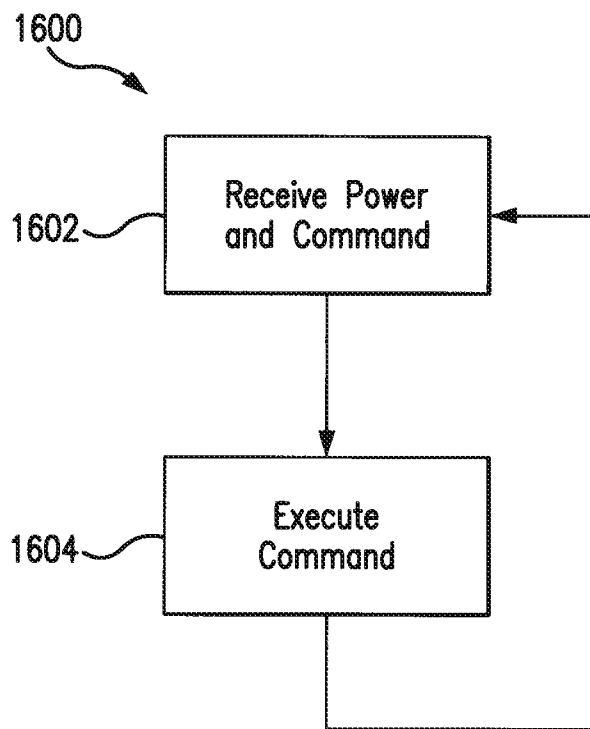 1600
1602
Receive Power
and Command
1604
Execute
Command